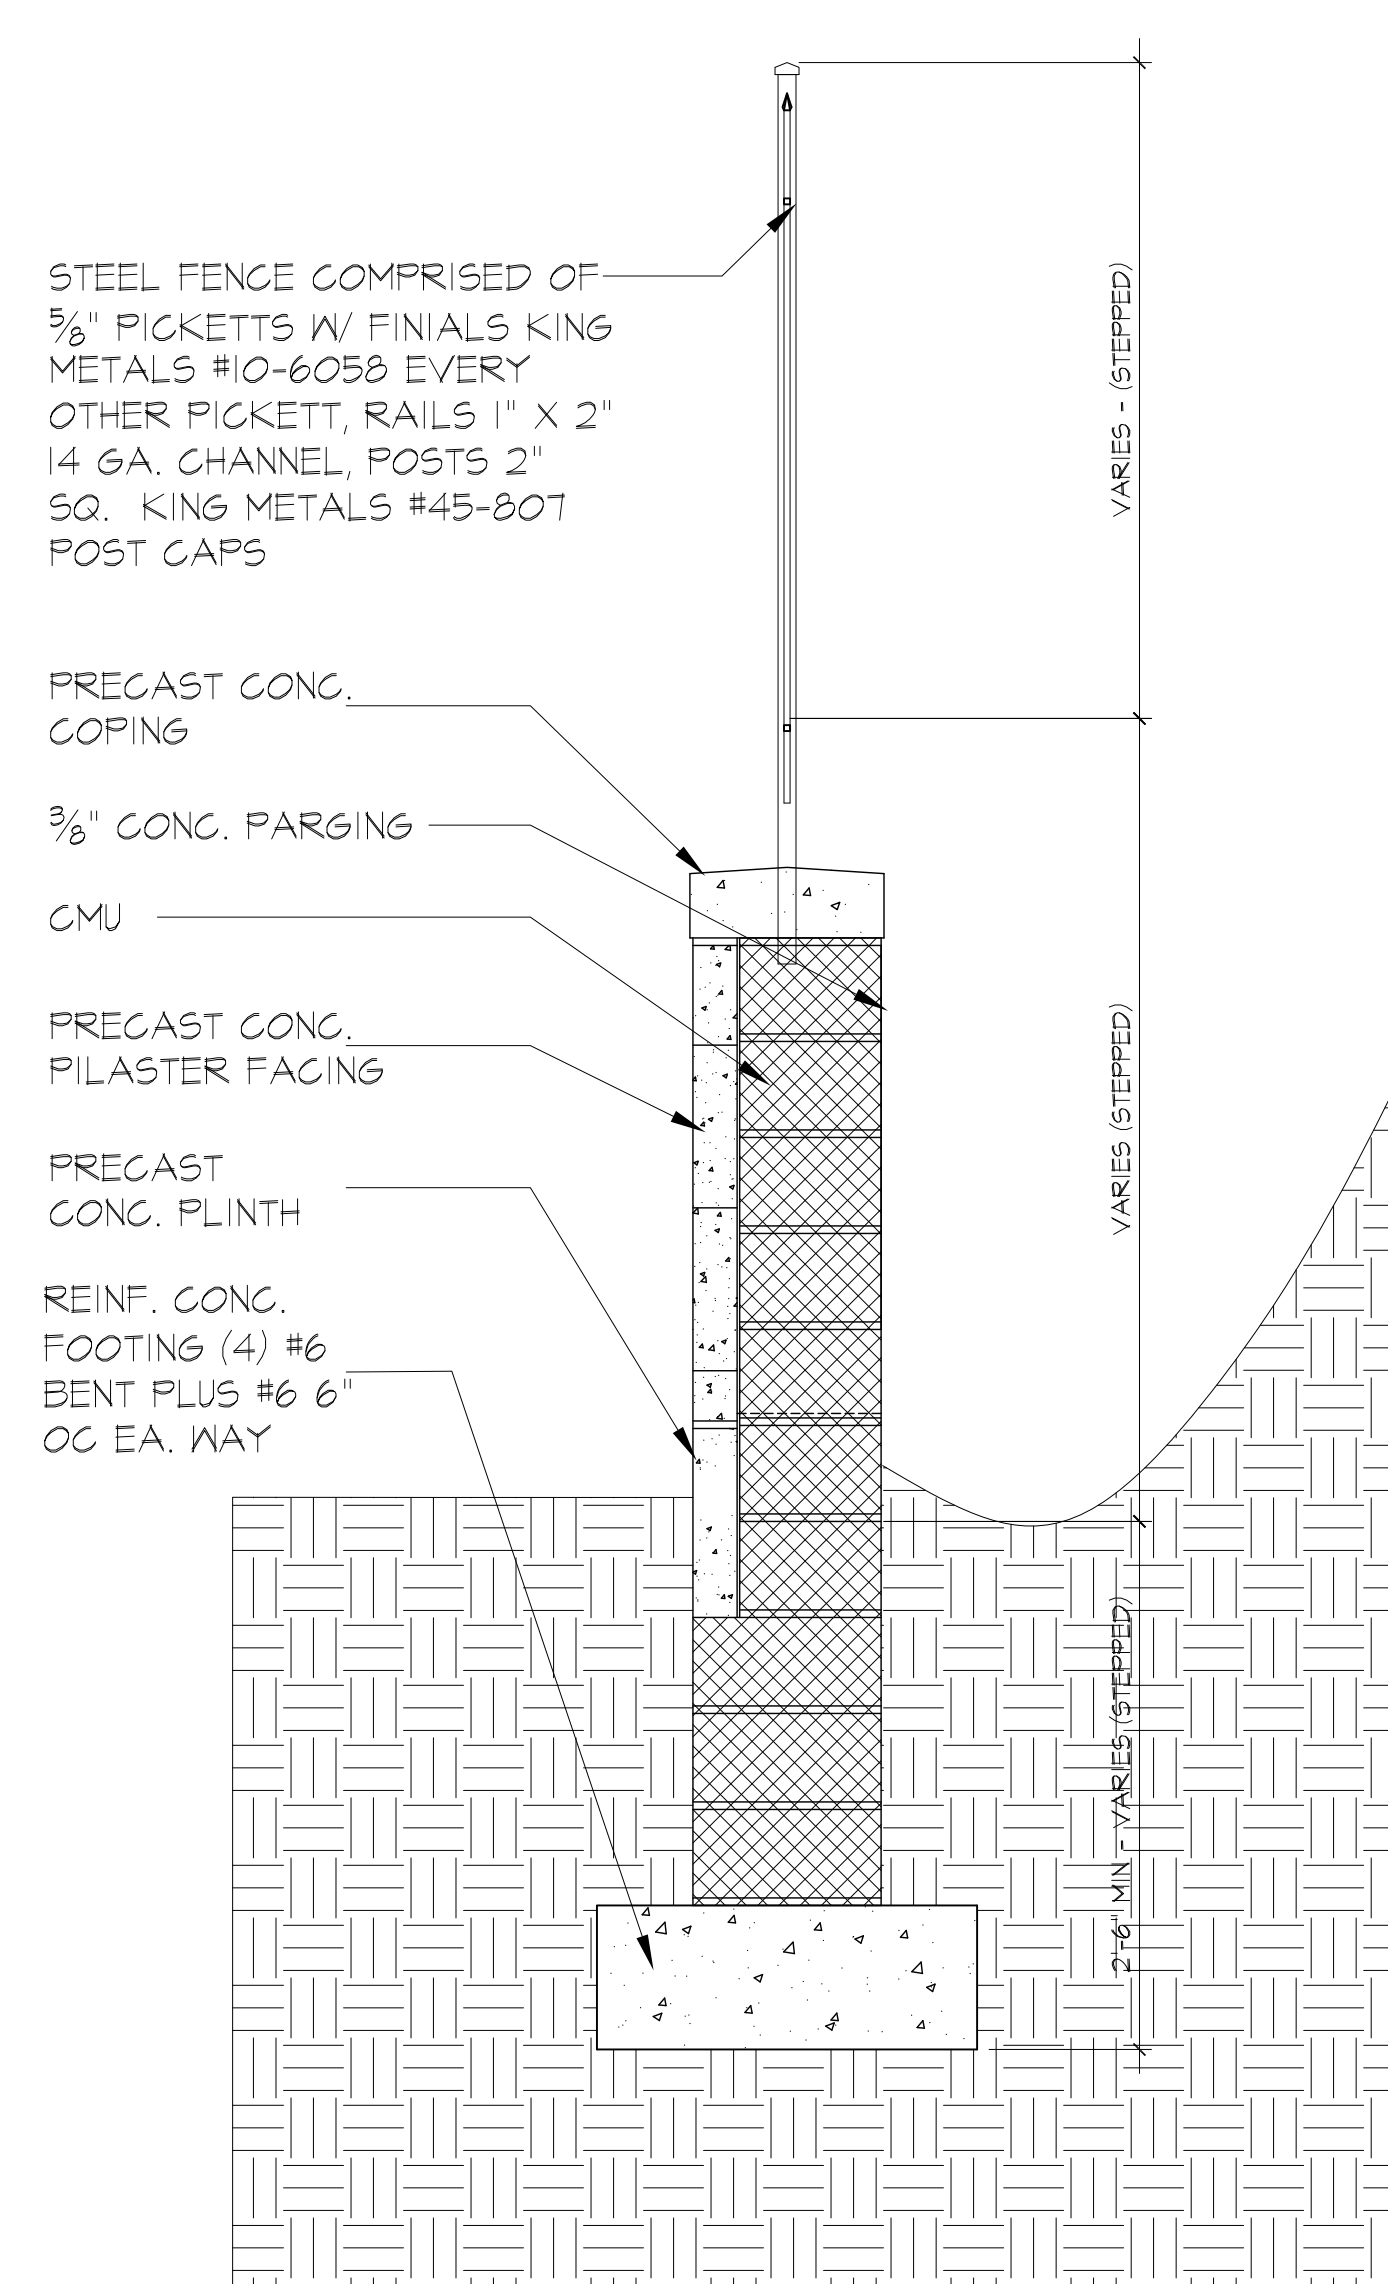 STEEL FENCE COMPRISED OF
⅝" PICKETTS W/ FINIALS KING
METALS #10-6058 EVERY
OTHER PICKETT, RAILS 1" X 2"
14 GA. CHANNEL, POSTS 2"
SQ. KING METALS #45-807
POST CAPS
PRECAST CONC.
COPING
⅜" CONC. PARGING
CMU
PRECAST CONC.
PILASTER FACING
PRECAST
CONC. PLINTH
REINF. CONC.
FOOTING (4) #6
BENT PLUS #6 6"
OC EA. WAY
VARIES - (STEPPED)
VARIES (STEPPED)
2'-6" MIN - VARIES (STEPPED)